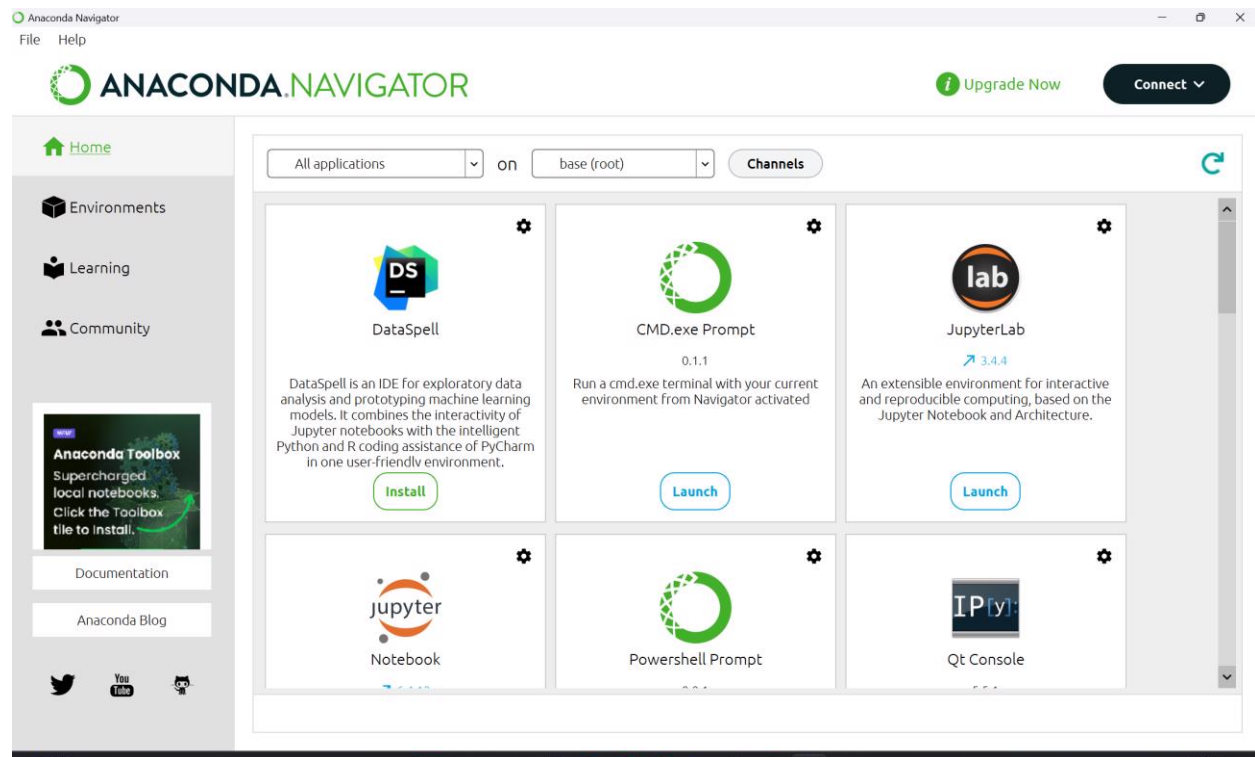 Anaconda Navigator
File Help
ANACONDA.NAVIGATOR
i Upgrade Now
Connect
Home
Environments
Learning
Community
Anaconda Toolbox
Supercharged
local notebooks.
Click the Toolbox
tile to Install.
Documentation
Anaconda Blog
You
Tube
All applications on base (root) Channels
DS
DataSpell
DataSpell is an IDE for exploratory data
analysis and prototyping machine learning
models. It combines the interactivity of
Jupyter notebooks with the intelligent
Python and R coding assistance of PyCharm
in one user-friendly environment.
Install
CMD.exe Prompt
0.1.1
Run a cmd.exe terminal with your current
environment from Navigator activated
Launch
lab
JupyterLab
3.4.4
An extensible environment for interactive
and reproducible computing, based on the
Jupyter Notebook and Architecture.
Launch
jupyter
Notebook
Powershell Prompt
IP[y]:
Qt Console